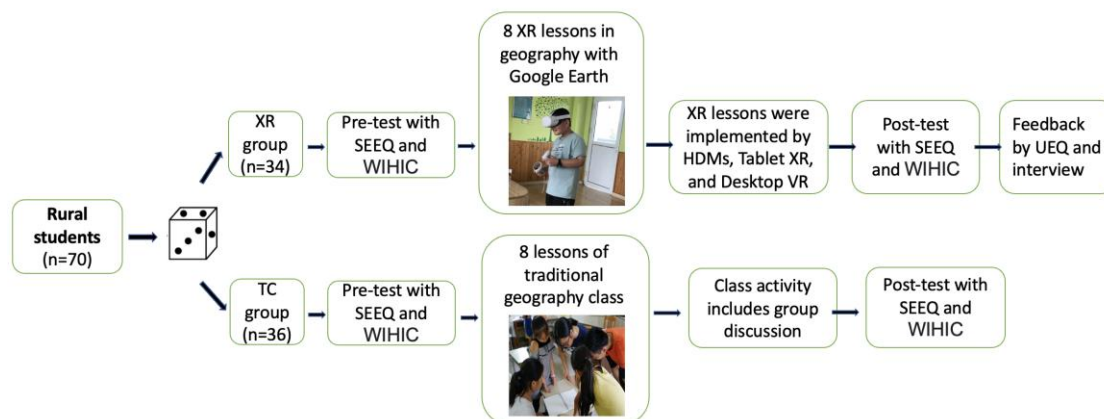 Rural
students
(n=70)
XR
group
(n=34)
Pre-test with
SEEQ and
WIHIC
8 XR lessons in
geography with
Google Earth
XR lessons were
implemented by
HDMs, Tablet XR,
and Desktop VR
Post-test
with SEEQ
and WIHIC
Feedback
by UEQ and
interview
TC
group
(n=36)
Pre-test with
SEEQ and
WIHIC
8 lessons of
traditional
geography class
Class activity
includes group
discussion
Post-test with
SEEQ and
WIHIC